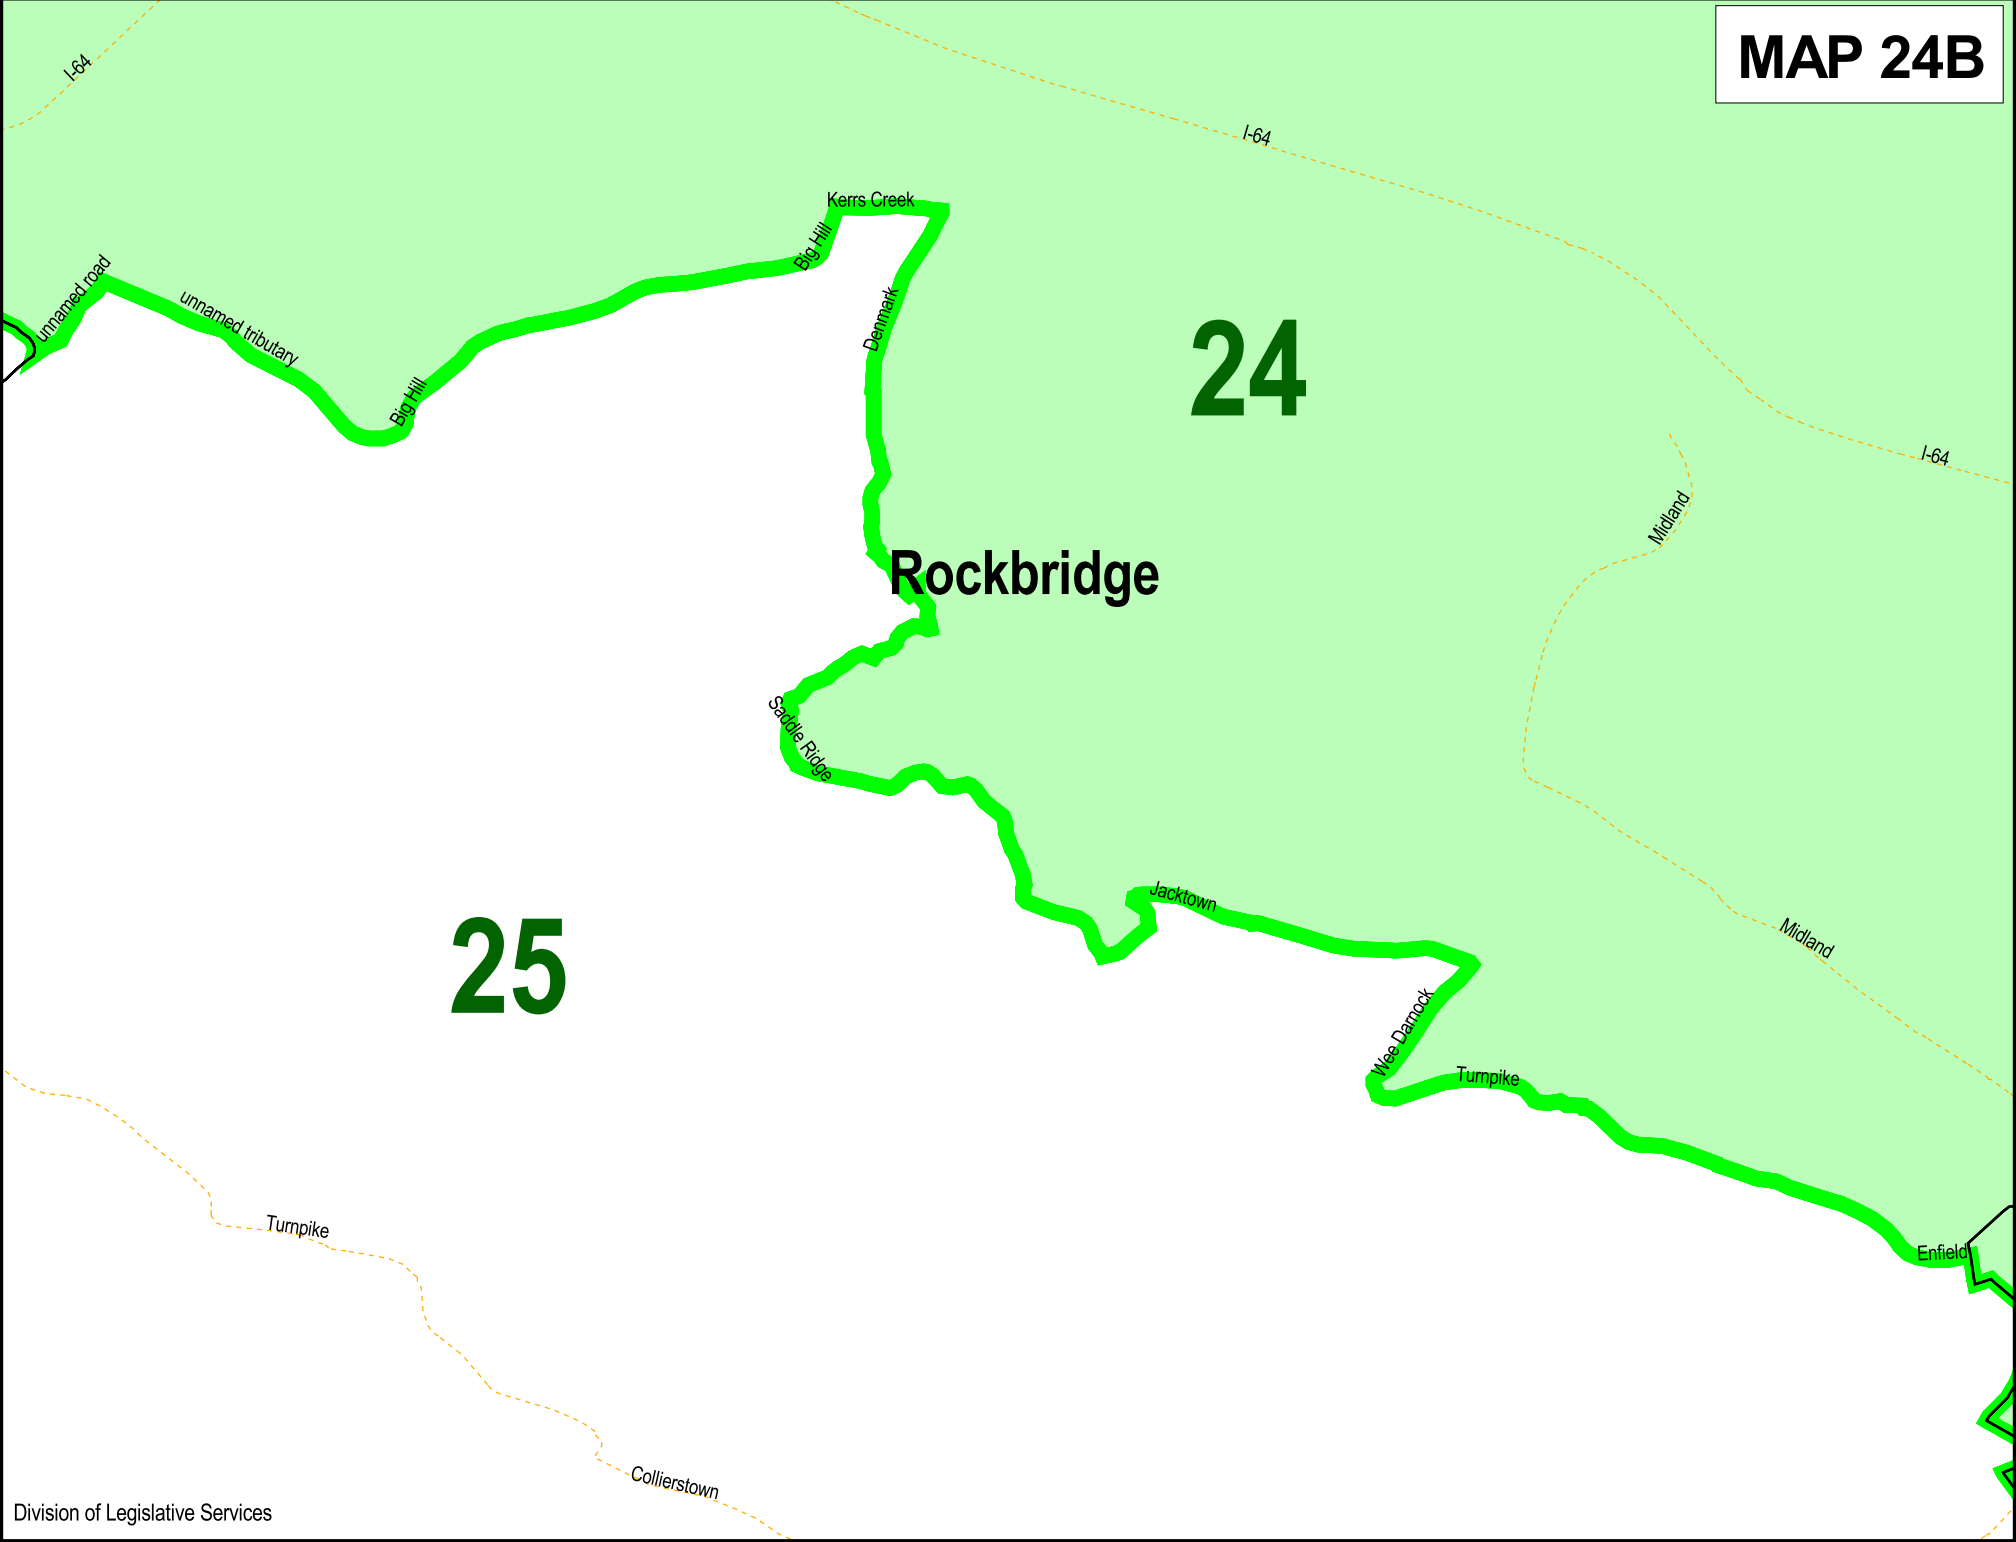 MAP 24B
I-64
I-64
Kerrs Creek
Big Hill
unnamed road
unnamed tributary
Denmark
24
Big Hill
I-64
Midland
Rockbridge
Saddle Ridge
Jacktown
25
Midland
Wee Darnock
Turnpike
Turnpike
Enfield
Collierstown
Division of Legislative Services